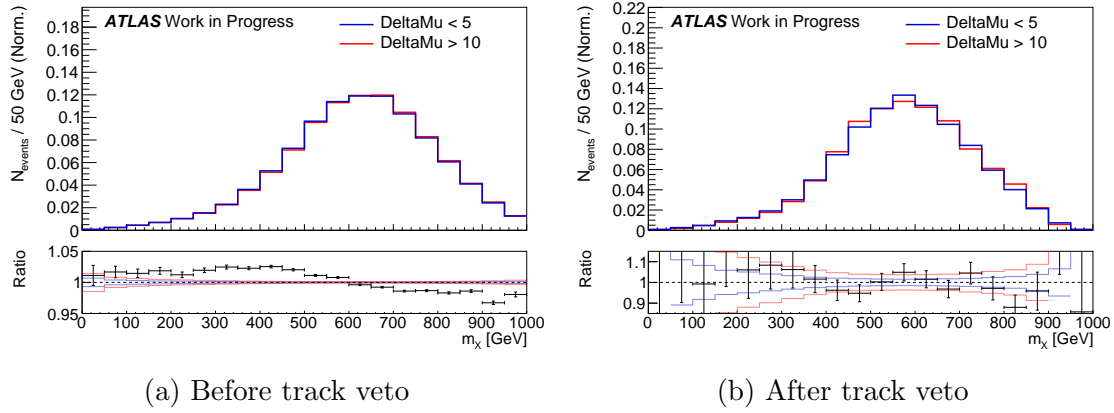 ATLAS Work in Progress
DeltaMu < 5
DeltaMu > 10
N_events / 50 GeV (Norm.)
0.18
0.16
0.14
0.12
0.1
0.08
0.06
0.04
0.02
0
Ratio
1.05
1
0.95
0 100 200 300 400 500 600 700 800 900 1000
m_X [GeV]
(a) Before track veto
ATLAS Work in Progress
DeltaMu < 5
DeltaMu > 10
N_events / 50 GeV (Norm.)
0.22
0.2
0.18
0.16
0.14
0.12
0.1
0.08
0.06
0.04
0.02
0
Ratio
1.1
1
0.9
0 100 200 300 400 500 600 700 800 900 1000
m_X [GeV]
(b) After track veto